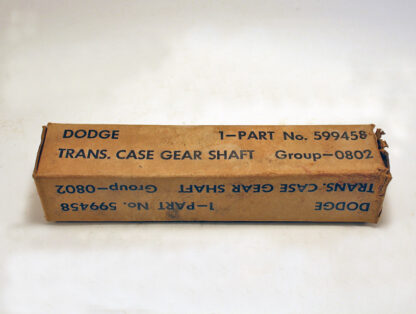 DODGE 1-PART No. 599458
TRANS. CASE GEAR SHAFT Group-0802
DODGE 1-PART No. 599458
TRANS. CASE GEAR SHAFT Group-0802